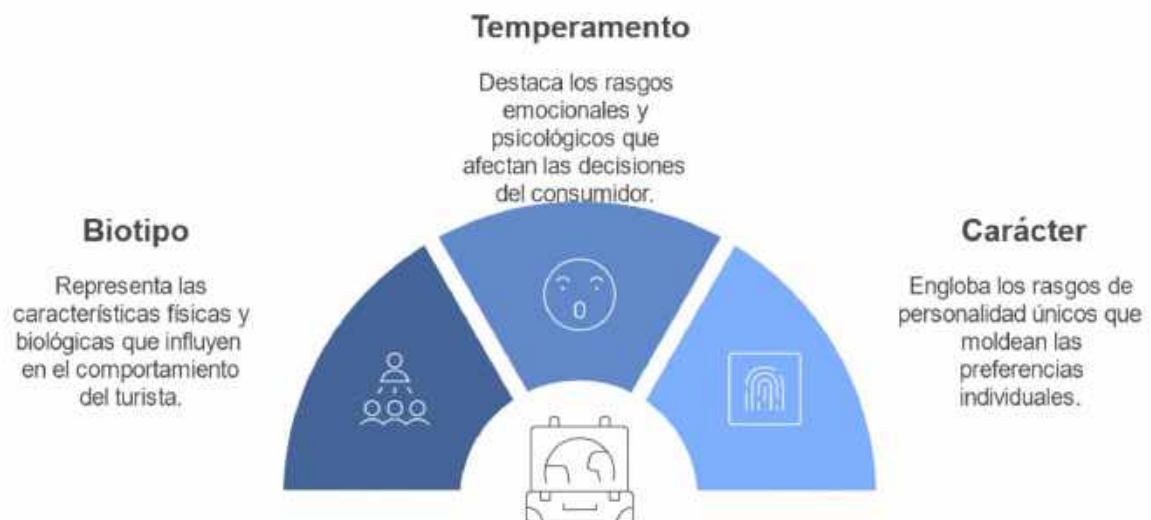 Temperamento
Destaca los rasgos
emocionales y
psicológicos que
afectan las decisiones
del consumidor.
Biotipo
Representa las
características físicas y
biológicas que influyen
en el comportamiento
del turista.
Carácter
Engloba los rasgos de
personalidad únicos que
moldean las
preferencias
individuales.